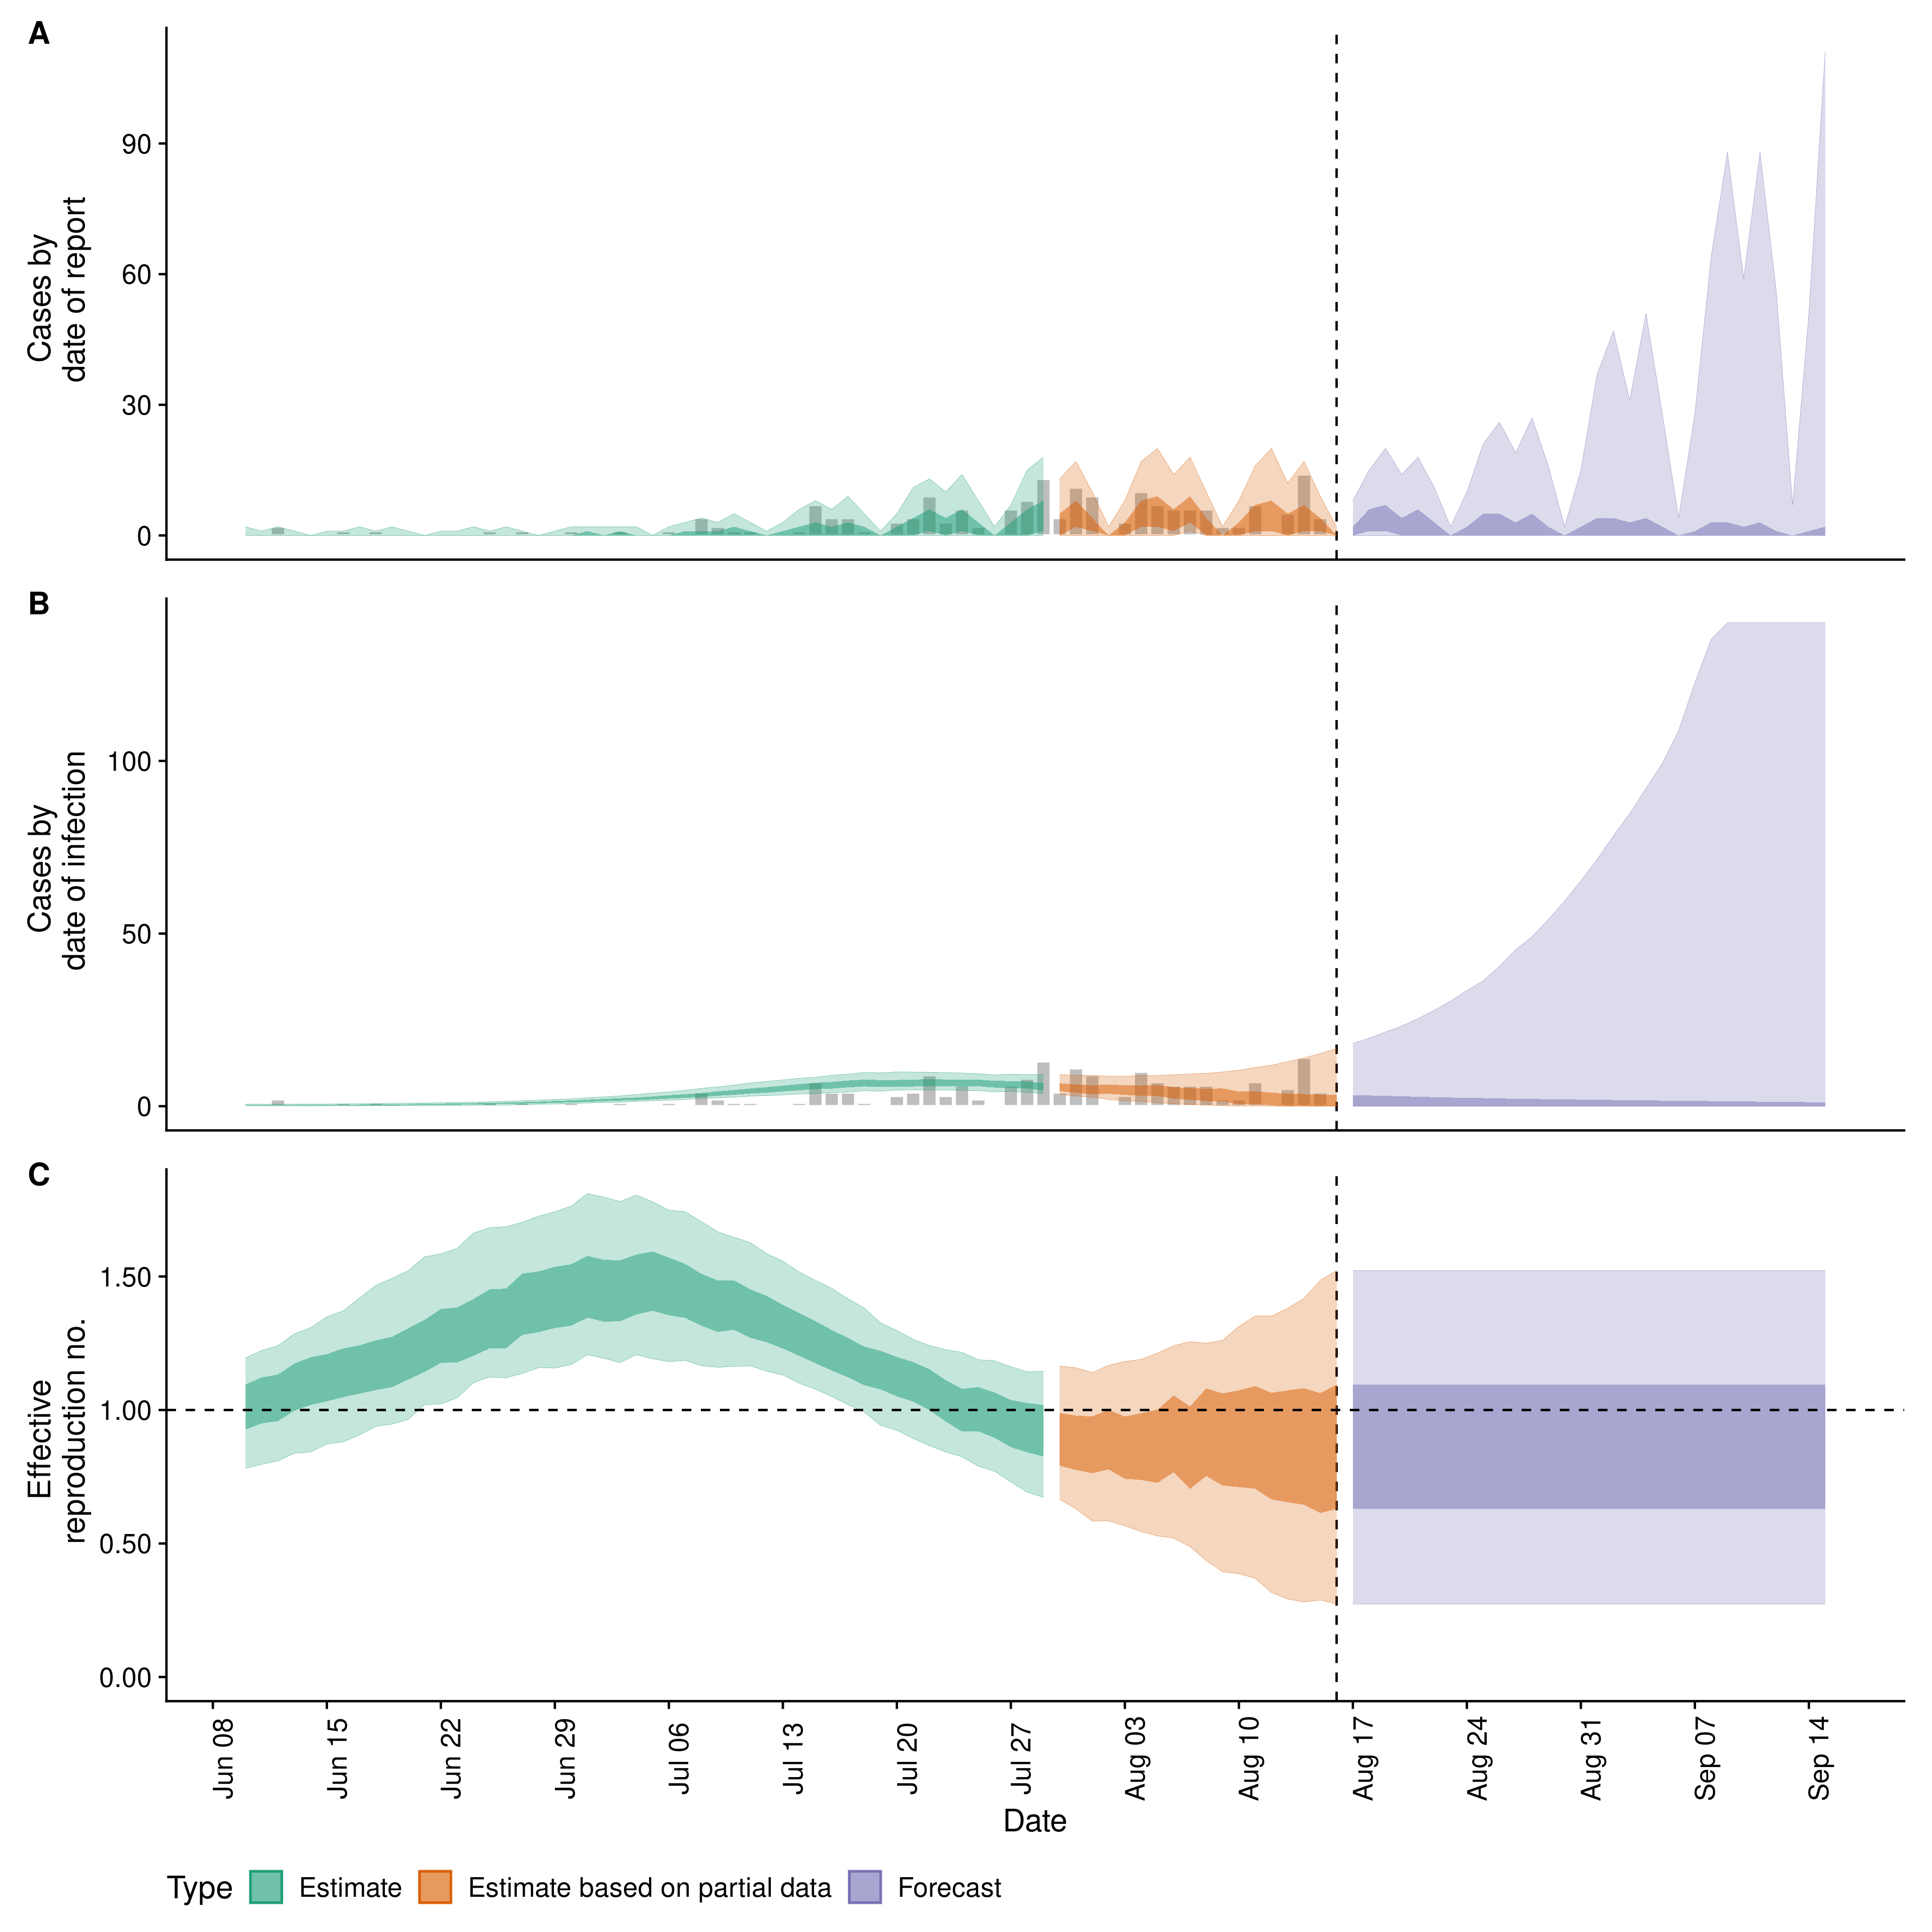 A
Cases by
date of report
90
60
30
0
B
Cases by
date of infection
100
50
0
C
Effective
reproduction no.
1.50
1.00
0.50
0.00
Jun 08
Jun 15
Jun 22
Jun 29
Jul 06
Jul 13
Jul 20
Jul 27
Aug 03
Aug 10
Aug 17
Aug 24
Aug 31
Sep 07
Sep 14
Date
Type Estimate Estimate based on partial data Forecast